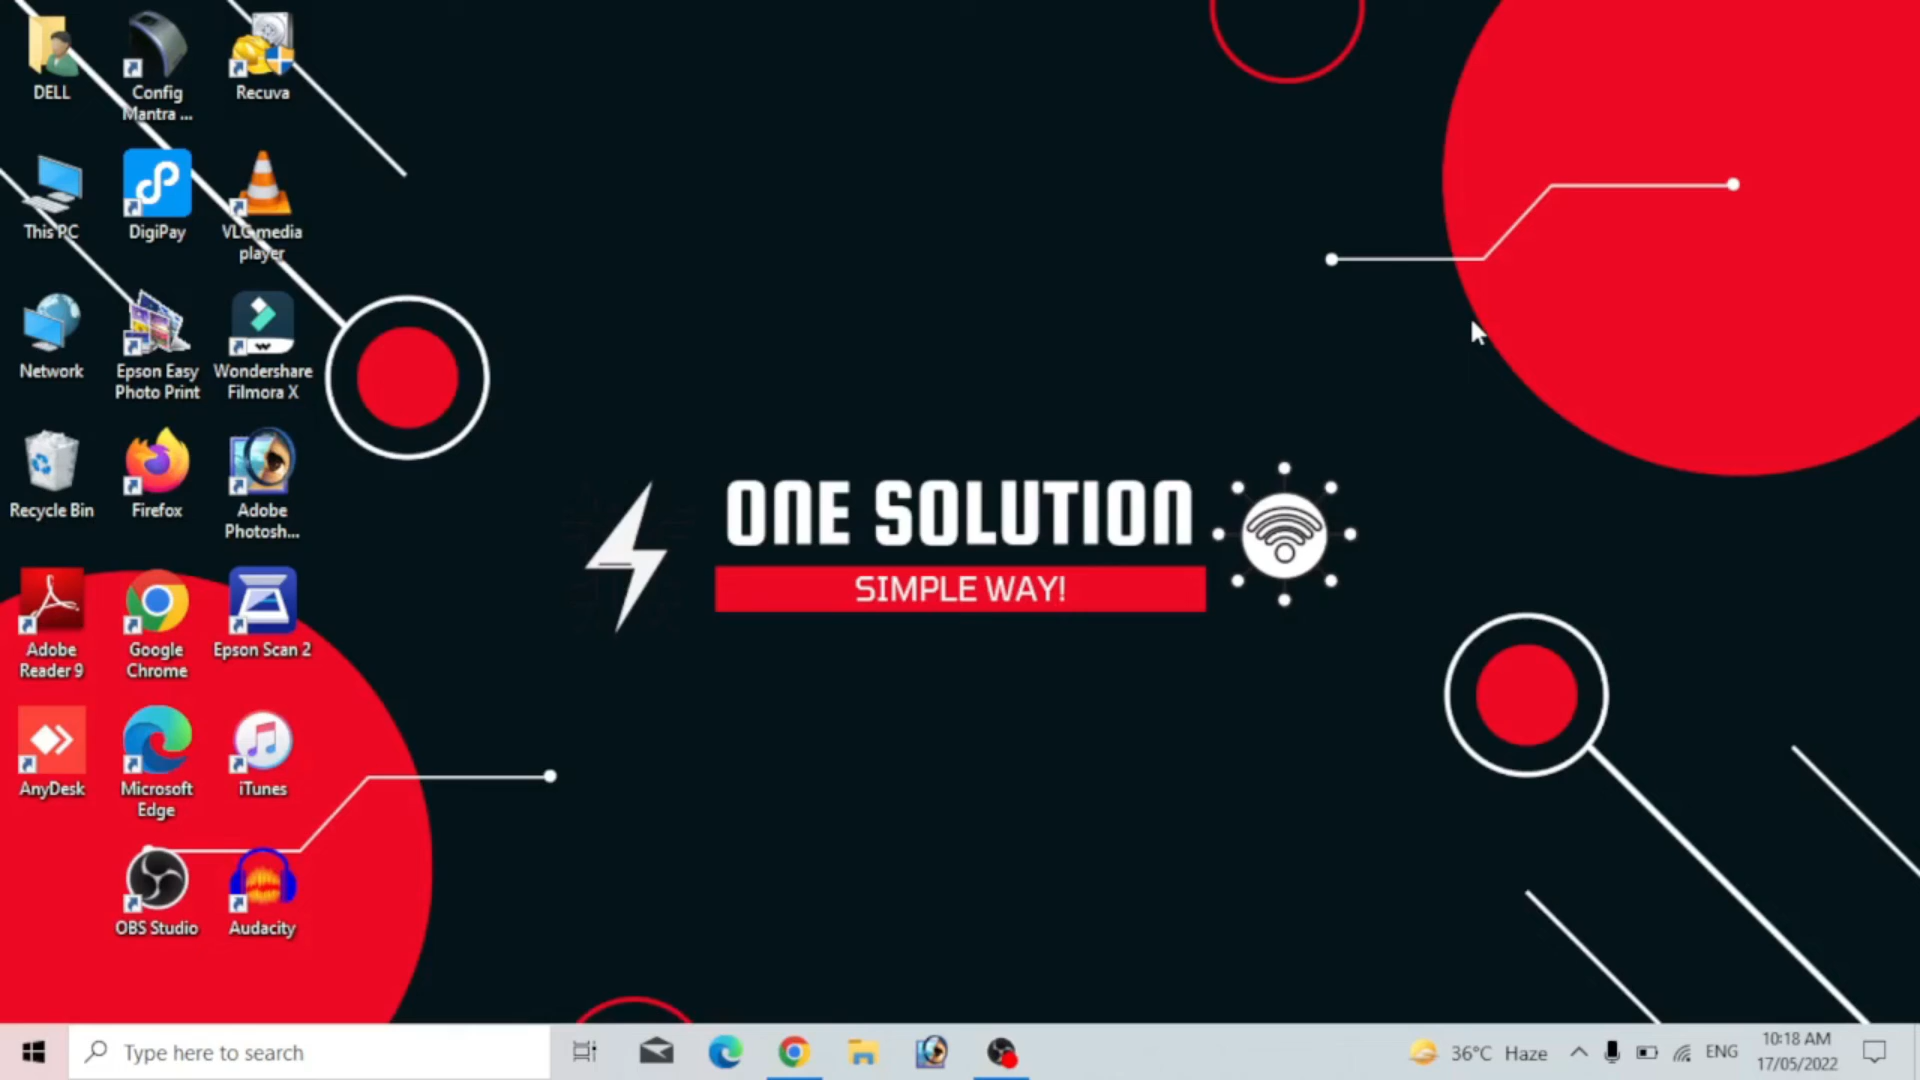 DELL
Config
Mantra ...
Recuva
This PC
DigiPay
VLC media
player
Network
Epson Easy
Photo Print
Wondershare
Filmora X
Recycle Bin
Firefox
Adobe
Photosh...
ONE SOLUTION
SIMPLE WAY!
Adobe
Reader 9
Google
Chrome
Epson Scan 2
AnyDesk
Microsoft
Edge
iTunes
OBS Studio
Audacity
Type here to search
36°C Haze
ENG
10:18 AM
17/05/2022